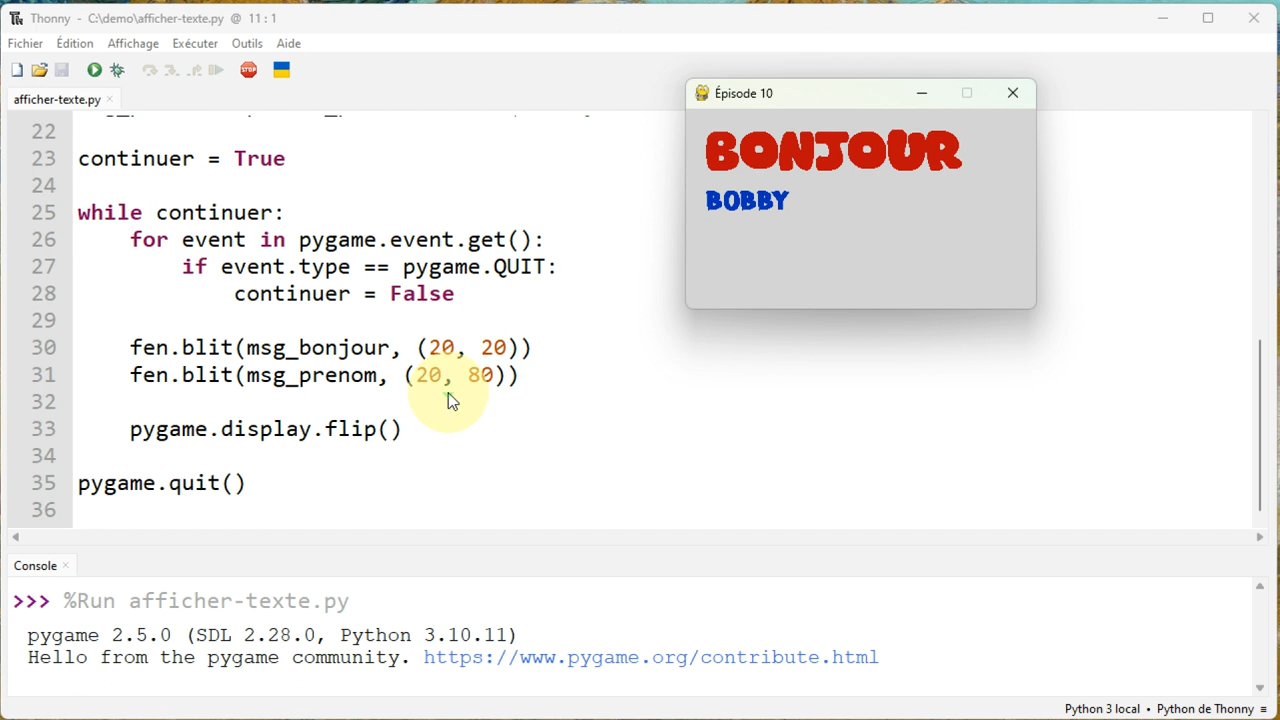 Thonny - C:\demo\afficher-texte.py @ 11:1
Fichier Édition Affichage Exécuter Outils Aide
STOP
afficher-texte.py ×
Épisode 10
BONJOUR
BOBBY
22
23 continuer = True
24
25 while continuer:
26 for event in pygame.event.get():
27 if event.type == pygame.QUIT:
28 continuer = False
29
30 fen.blit(msg_bonjour, (20, 20))
31 fen.blit(msg_prenom, (20, 80))
32
33 pygame.display.flip()
34
35 pygame.quit()
36
Console ×
>>> %Run afficher-texte.py
pygame 2.5.0 (SDL 2.28.0, Python 3.10.11)
Hello from the pygame community. https://www.pygame.org/contribute.html
Python 3 local • Python de Thonny ≡